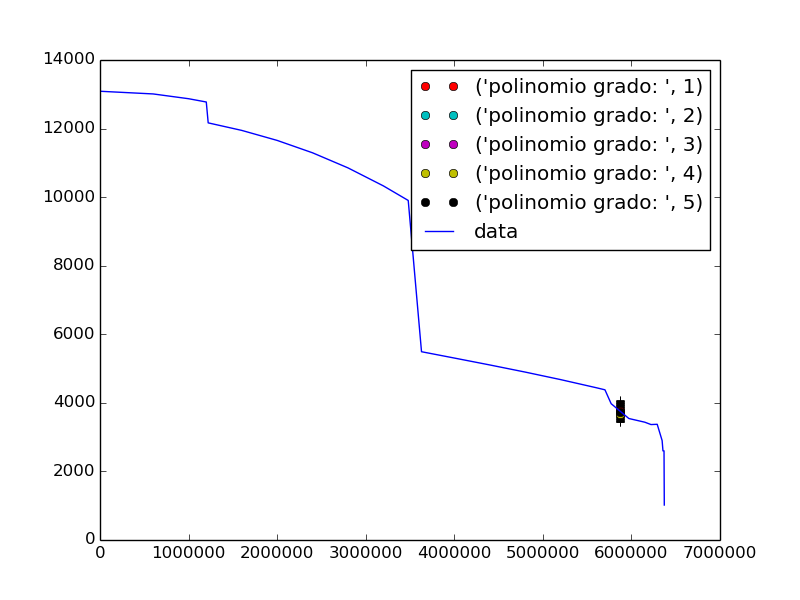 14000
12000
10000
8000
6000
4000
2000
0
('polinomio grado: ', 1)
('polinomio grado: ', 2)
('polinomio grado: ', 3)
('polinomio grado: ', 4)
('polinomio grado: ', 5)
data
0 1000000 2000000 3000000 4000000 5000000 6000000 7000000